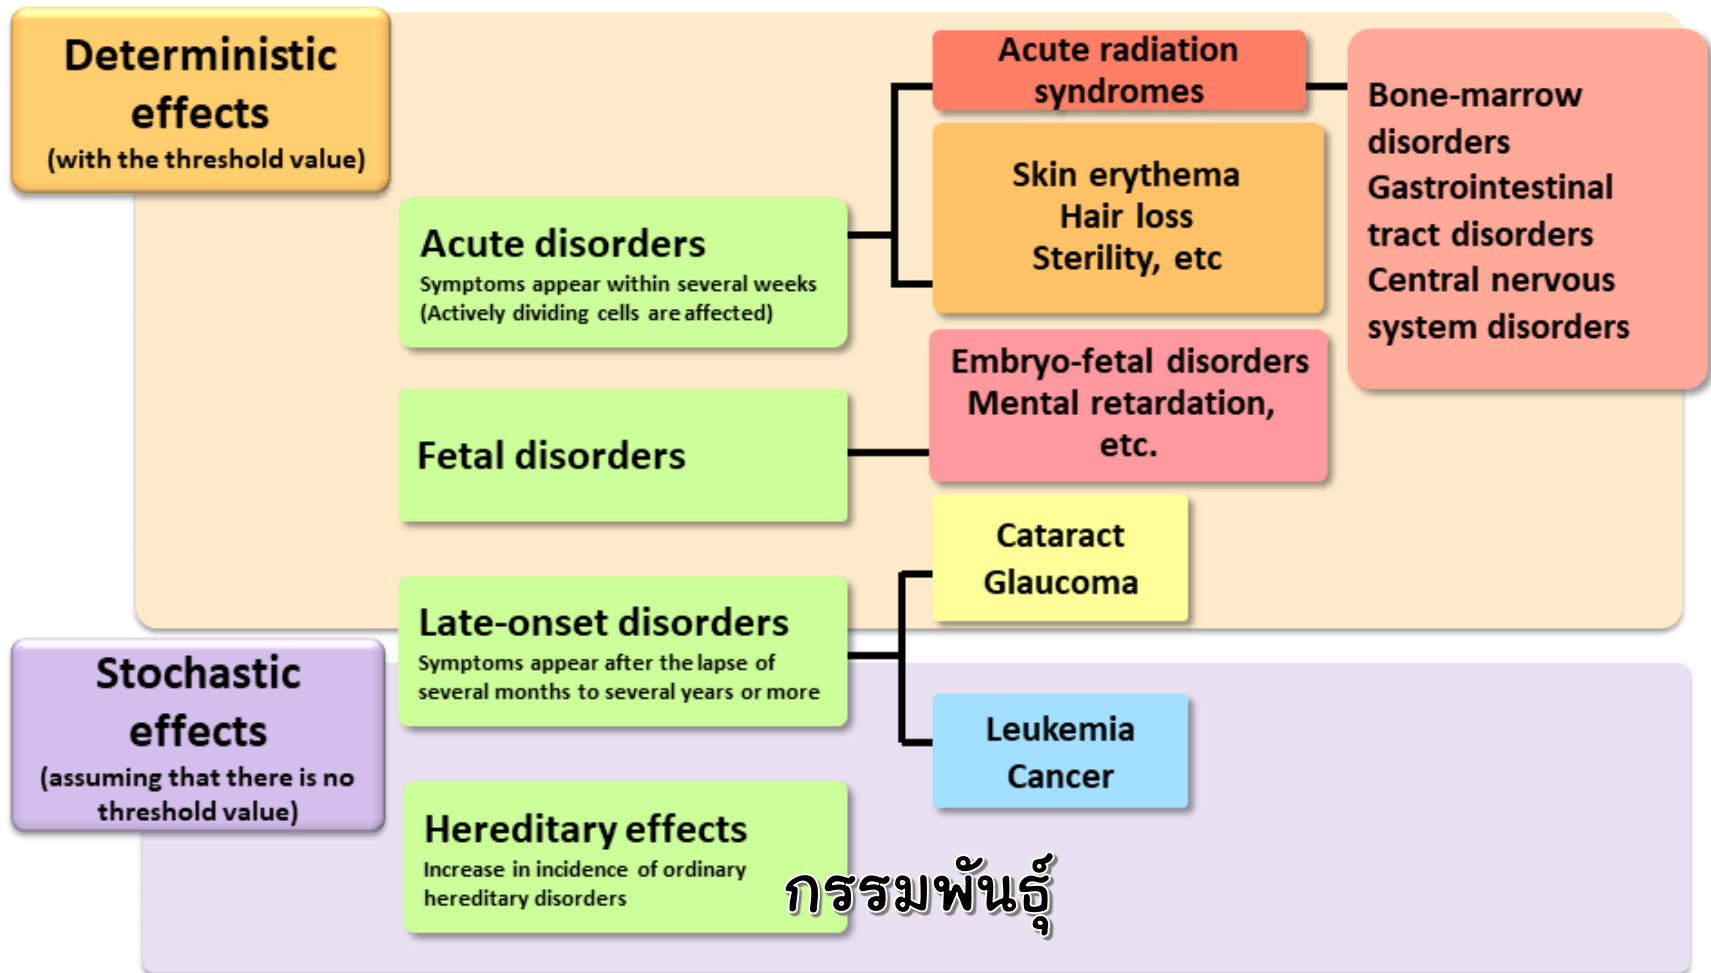 Deterministic
effects
(with the threshold value)
Acute disorders
Symptoms appear within several weeks
(Actively dividing cells are affected)
Acute radiation
syndromes
Skin erythema
Hair loss
Sterility, etc
Bone-marrow
disorders
Gastrointestinal
tract disorders
Central nervous
system disorders
Fetal disorders
Embryo-fetal disorders
Mental retardation,
etc.
Late-onset disorders
Symptoms appear after the lapse of
several months to several years or more
Cataract
Glaucoma
Stochastic
effects
(assuming that there is no
threshold value)
Leukemia
Cancer
Hereditary effects
Increase in incidence of ordinary
hereditary disorders
กรรมพันธุ์